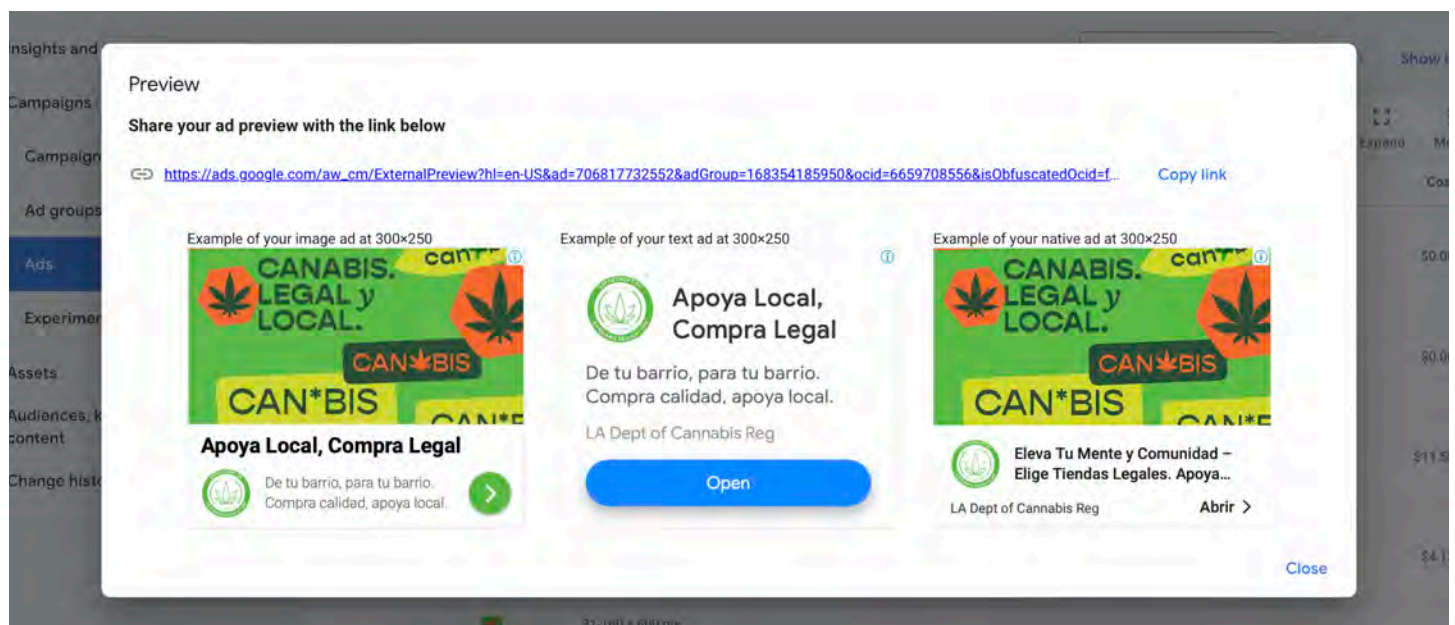 nsights and
Show
Campaigns
Campaign
Ad groups
Ads
Experimen
Assets
Audiences, k
content
Change histo
Expand
Cos
$0.0
$0.0
$11.5
$4.1
Preview
Share your ad preview with the link below
https://ads.google.com/aw_cm/ExternalPreview?hl=en-US&ad=706817732552&adGroup=168354185950&ocid=6659708556&isObfuscatedOcid=f...
Copy link
Example of your image ad at 300×250
CANABIS.
LEGAL y
LOCAL.
CAN*BIS
CAN*BIS
Apoya Local, Compra Legal
De tu barrio, para tu barrio.
Compra calidad, apoya local.
Example of your text ad at 300×250
Apoya Local,
Compra Legal
De tu barrio, para tu barrio.
Compra calidad, apoya local.
LA Dept of Cannabis Reg
Open
Example of your native ad at 300×250
CANABIS.
LEGAL y
LOCAL.
CAN*BIS
CAN*BIS
Eleva Tu Mente y Comunidad –
Elige Tiendas Legales. Apoya...
LA Dept of Cannabis Reg
Abrir >
Close